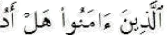 ٱلَّذِينَ ءَامَنُوا۟ هَلْ أَدُ